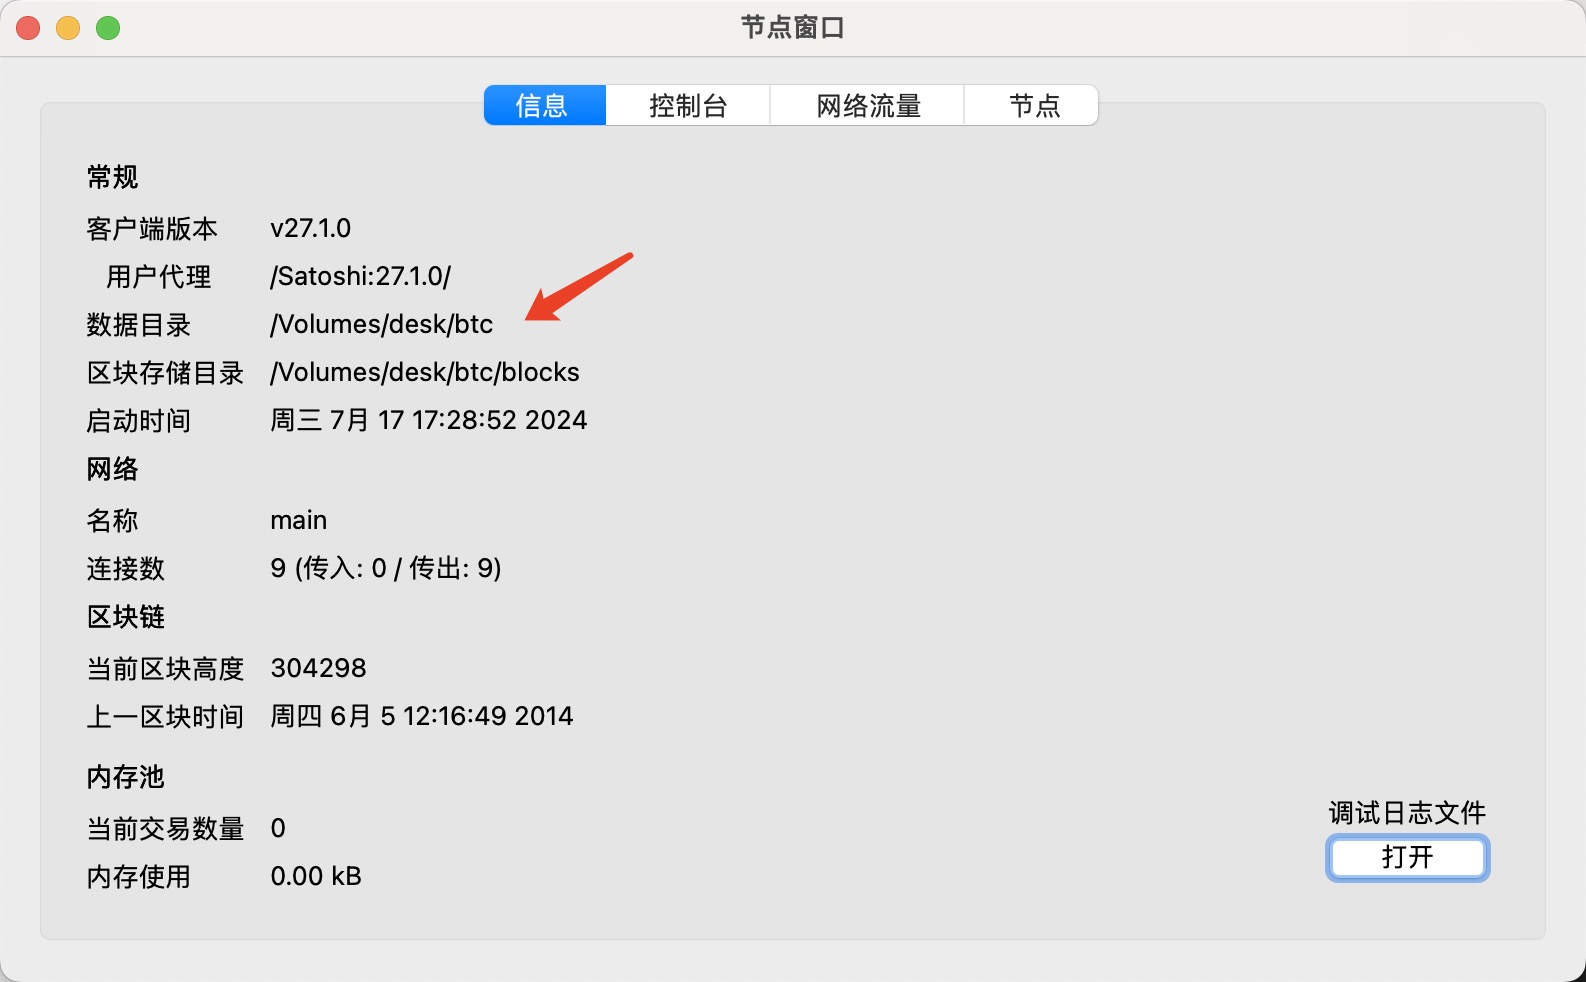 节点窗口
信息 控制台 网络流量 节点
常规
客户端版本 v27.1.0
用户代理 /Satoshi:27.1.0/
数据目录 /Volumes/desk/btc
区块存储目录 /Volumes/desk/btc/blocks
启动时间 周三 7月 17 17:28:52 2024
网络
名称 main
连接数 9 (传入: 0 / 传出: 9)
区块链
当前区块高度 304298
上一区块时间 周四 6月 5 12:16:49 2014
内存池
当前交易数量 0
内存使用 0.00 kB
调试日志文件
打开